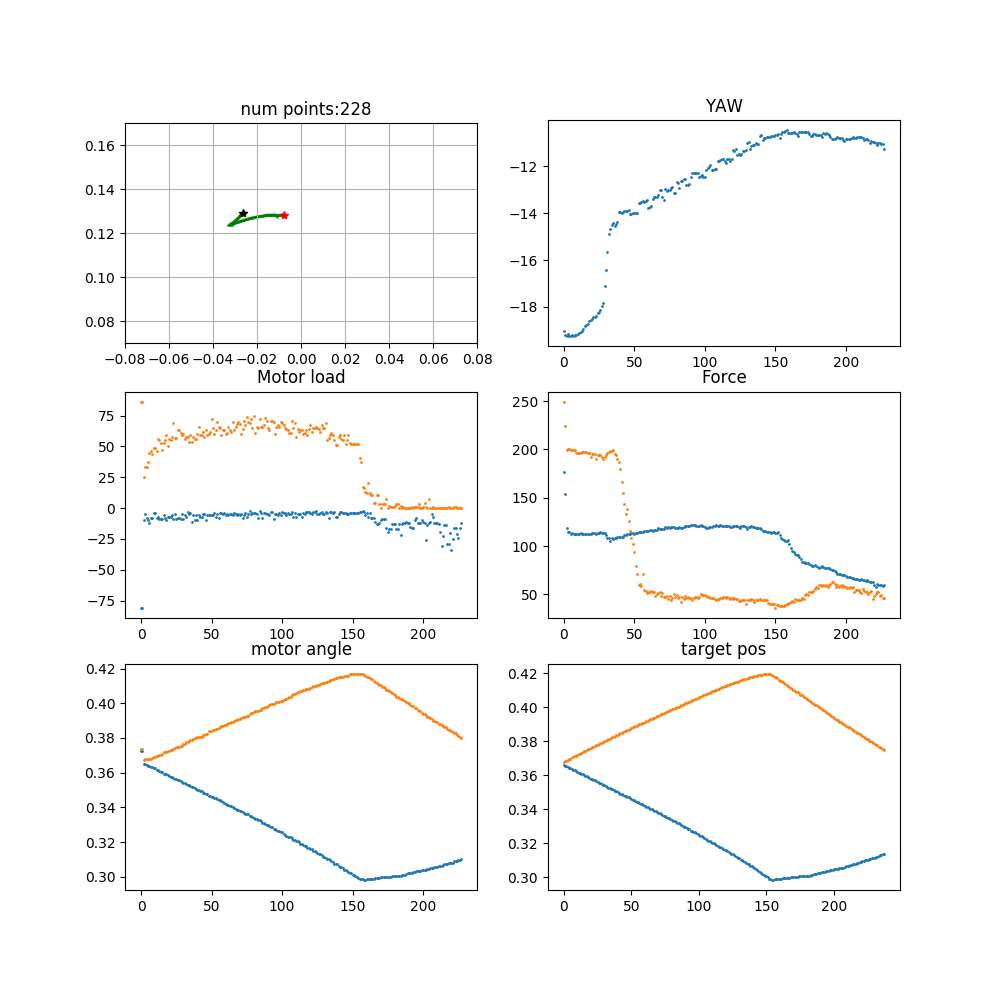 num points:228
0.16
0.14
0.12
0.10
0.08
−0.08 −0.06 −0.04 −0.02 0.00 0.02 0.04 0.06 0.08
YAW
−12
−14
−16
−18
0 50 100 150 200
Motor load
75
50
25
0
−25
−50
−75
0 50 100 150 200
Force
250
200
150
100
50
0 50 100 150 200
motor angle
0.42
0.40
0.38
0.36
0.34
0.32
0.30
0 50 100 150 200
target pos
0.42
0.40
0.38
0.36
0.34
0.32
0.30
0 50 100 150 200